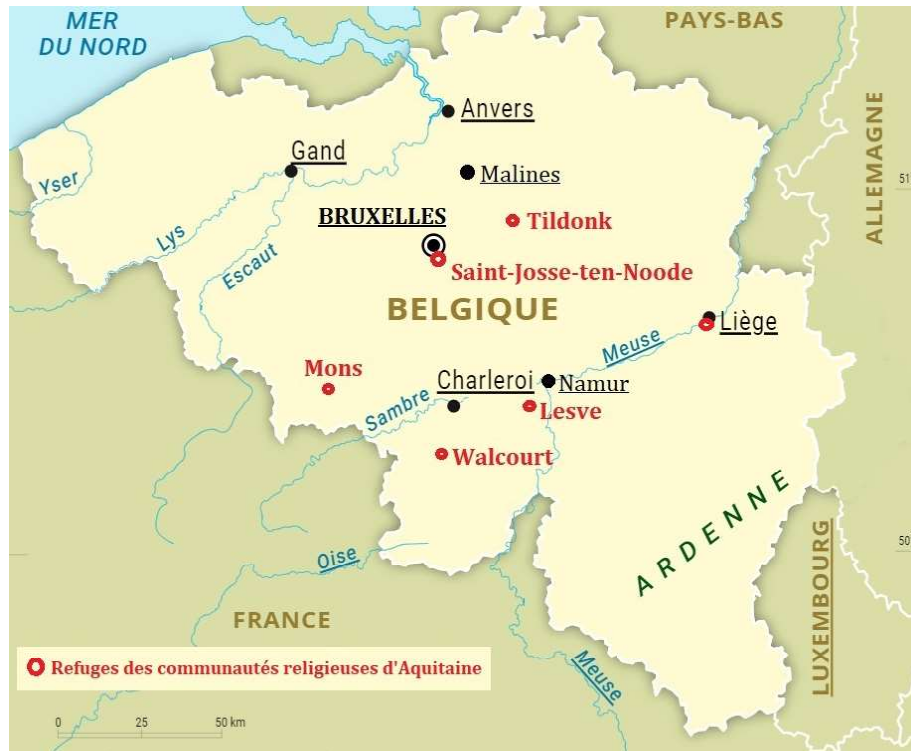 MER
DU NORD
PAYS-BAS
Anvers
ALLEMAGNE
Gand
Malines
51°
Yser
BRUXELLES
Tildonk
Lys
Escaut
Saint-Josse-ten-Noode
BELGIQUE
Liège
Meuse
Mons
Charleroi
Namur
Sambre
Lesve
Walcourt
ARDENNE
Oise
50°
LUXEMBOURG
FRANCE
Refuges des communautés religieuses d'Aquitaine
Meuse
0 25 50 km